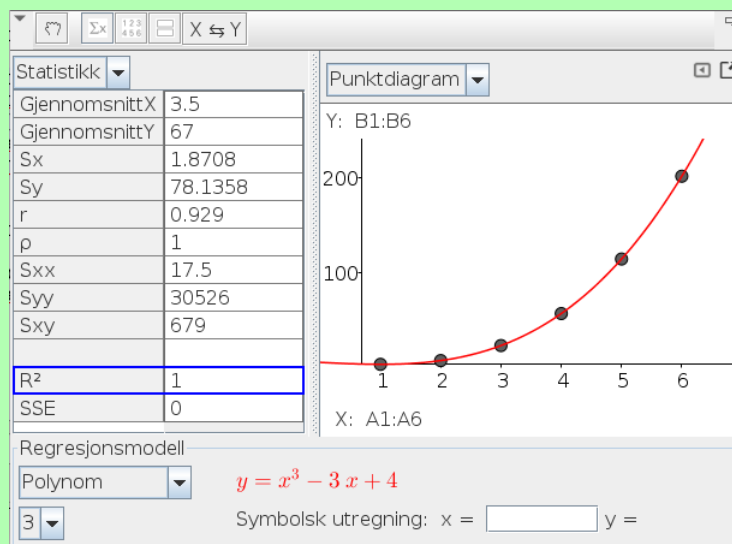 Σx 123 456 X ⇆ Y
Statistikk
GjennomsnittX 3.5
GjennomsnittY 67
Sx 1.8708
Sy 78.1358
r 0.929
ρ 1
Sxx 17.5
Syy 30526
Sxy 679
R² 1
SSE 0
Punktdiagram
Y: B1:B6
200
100
1 2 3 4 5 6
X: A1:A6
Regresjonsmodell
Polynom
y = x³ − 3 x + 4
3
Symbolsk utregning: x = y =